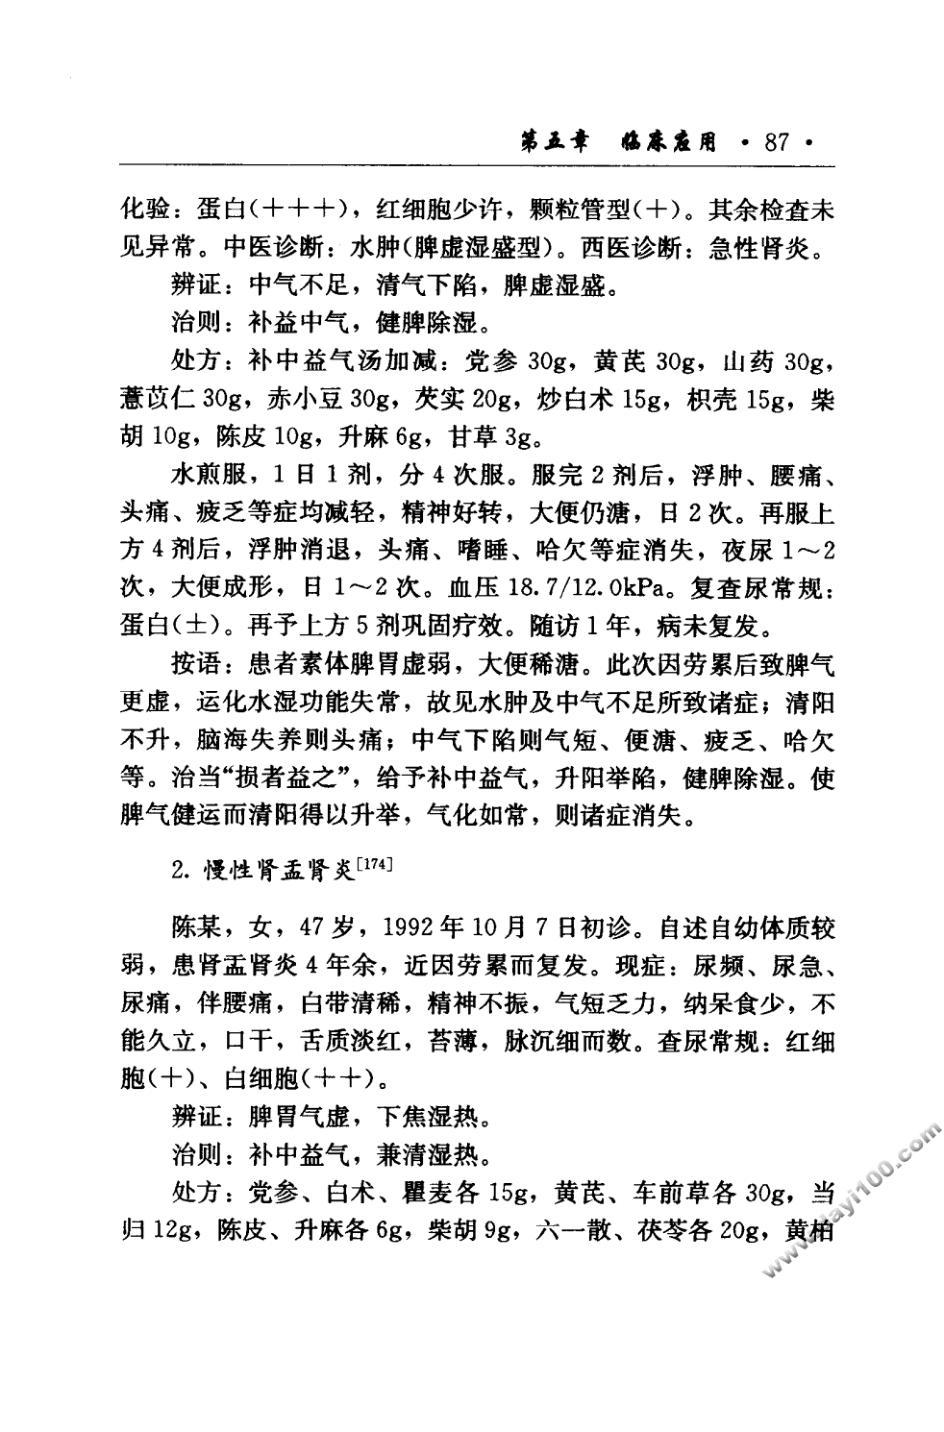 第五章　临床应用 · 87 ·
化验：蛋白(＋＋＋)，红细胞少许，颗粒管型(＋)。其余检查未
见异常。中医诊断：水肿(脾虚湿盛型)。西医诊断：急性肾炎。
辨证：中气不足，清气下陷，脾虚湿盛。
治则：补益中气，健脾除湿。
处方：补中益气汤加减：党参 30g，黄芪 30g，山药 30g，
薏苡仁 30g，赤小豆 30g，芡实 20g，炒白术 15g，枳壳 15g，柴
胡 10g，陈皮 10g，升麻 6g，甘草 3g。
水煎服，1 日 1 剂，分 4 次服。服完 2 剂后，浮肿、腰痛、
头痛、疲乏等症均减轻，精神好转，大便仍溏，日 2 次。再服上
方 4 剂后，浮肿消退，头痛、嗜睡、哈欠等症消失，夜尿 1～2
次，大便成形，日 1～2 次。血压 18.7/12.0kPa。复查尿常规：
蛋白(±)。再予上方 5 剂巩固疗效。随访 1 年，病未复发。
按语：患者素体脾胃虚弱，大便稀溏。此次因劳累后致脾气
更虚，运化水湿功能失常，故见水肿及中气不足所致诸症；清阳
不升，脑海失养则头痛；中气下陷则气短、便溏、疲乏、哈欠
等。治当“损者益之”，给予补中益气，升阳举陷，健脾除湿。使
脾气健运而清阳得以升举，气化如常，则诸症消失。
2. 慢性肾盂肾炎[174]
陈某，女，47 岁，1992 年 10 月 7 日初诊。自述自幼体质较
弱，患肾盂肾炎 4 年余，近因劳累而复发。现症：尿频、尿急、
尿痛，伴腰痛，白带清稀，精神不振，气短乏力，纳呆食少，不
能久立，口干，舌质淡红，苔薄，脉沉细而数。查尿常规：红细
胞(＋)、白细胞(＋＋)。
辨证：脾胃气虚，下焦湿热。
治则：补中益气，兼清湿热。
处方：党参、白术、瞿麦各 15g，黄芪、车前草各 30g，当
归 12g，陈皮、升麻各 6g，柴胡 9g，六一散、茯苓各 20g，黄柏
www.dayi100.com